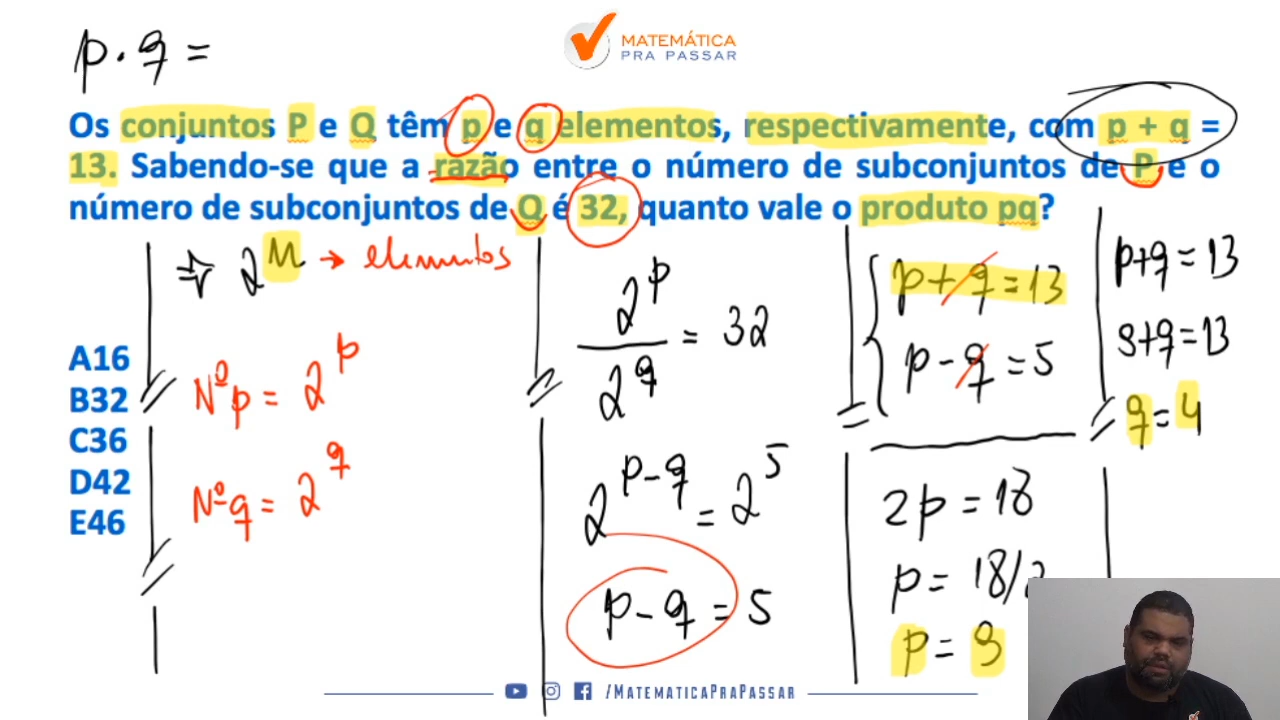 p . q =
MATEMÁTICA
PRA PASSAR
Os conjuntos P e Q têm p e q elementos, respectivamente, com p + q =
13. Sabendo-se que a razão entre o número de subconjuntos de P e o
número de subconjuntos de Q é 32, quanto vale o produto pq?
A16
B32
C36
D42
E46
⇒ 2^n → elementos
Nº p = 2^p
Nº q = 2^q
2^p / 2^q = 32
2^(p-q) = 2^5
p - q = 5
p + q = 13
p - q = 5
2p = 18
p = 18/2
p = 9
p+q = 13
9+q = 13
q = 4
/MATEMATICAPRAPASSAR